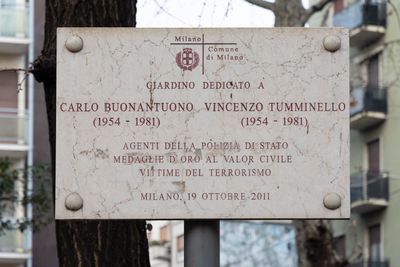 Milano
Comune
di Milano
GIARDINO DEDICATO A
CARLO BUONANTUONO VINCENZO TUMMINELLO
(1954 - 1981) (1954 - 1981)
AGENTI DELLA POLIZIA DI STATO
MEDAGLIE D'ORO AL VALOR CIVILE
VITTIME DEL TERRORISMO
MILANO, 19 OTTOBRE 2011